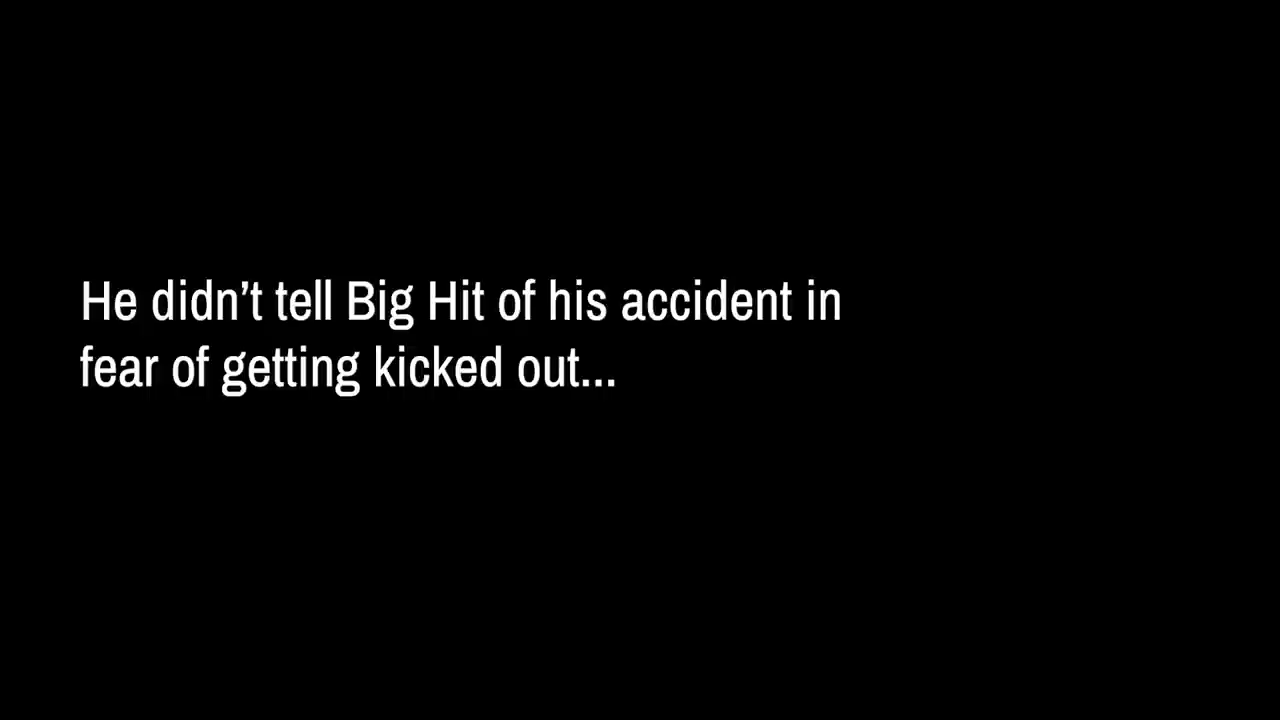 He didn’t tell Big Hit of his accident in
fear of getting kicked out...